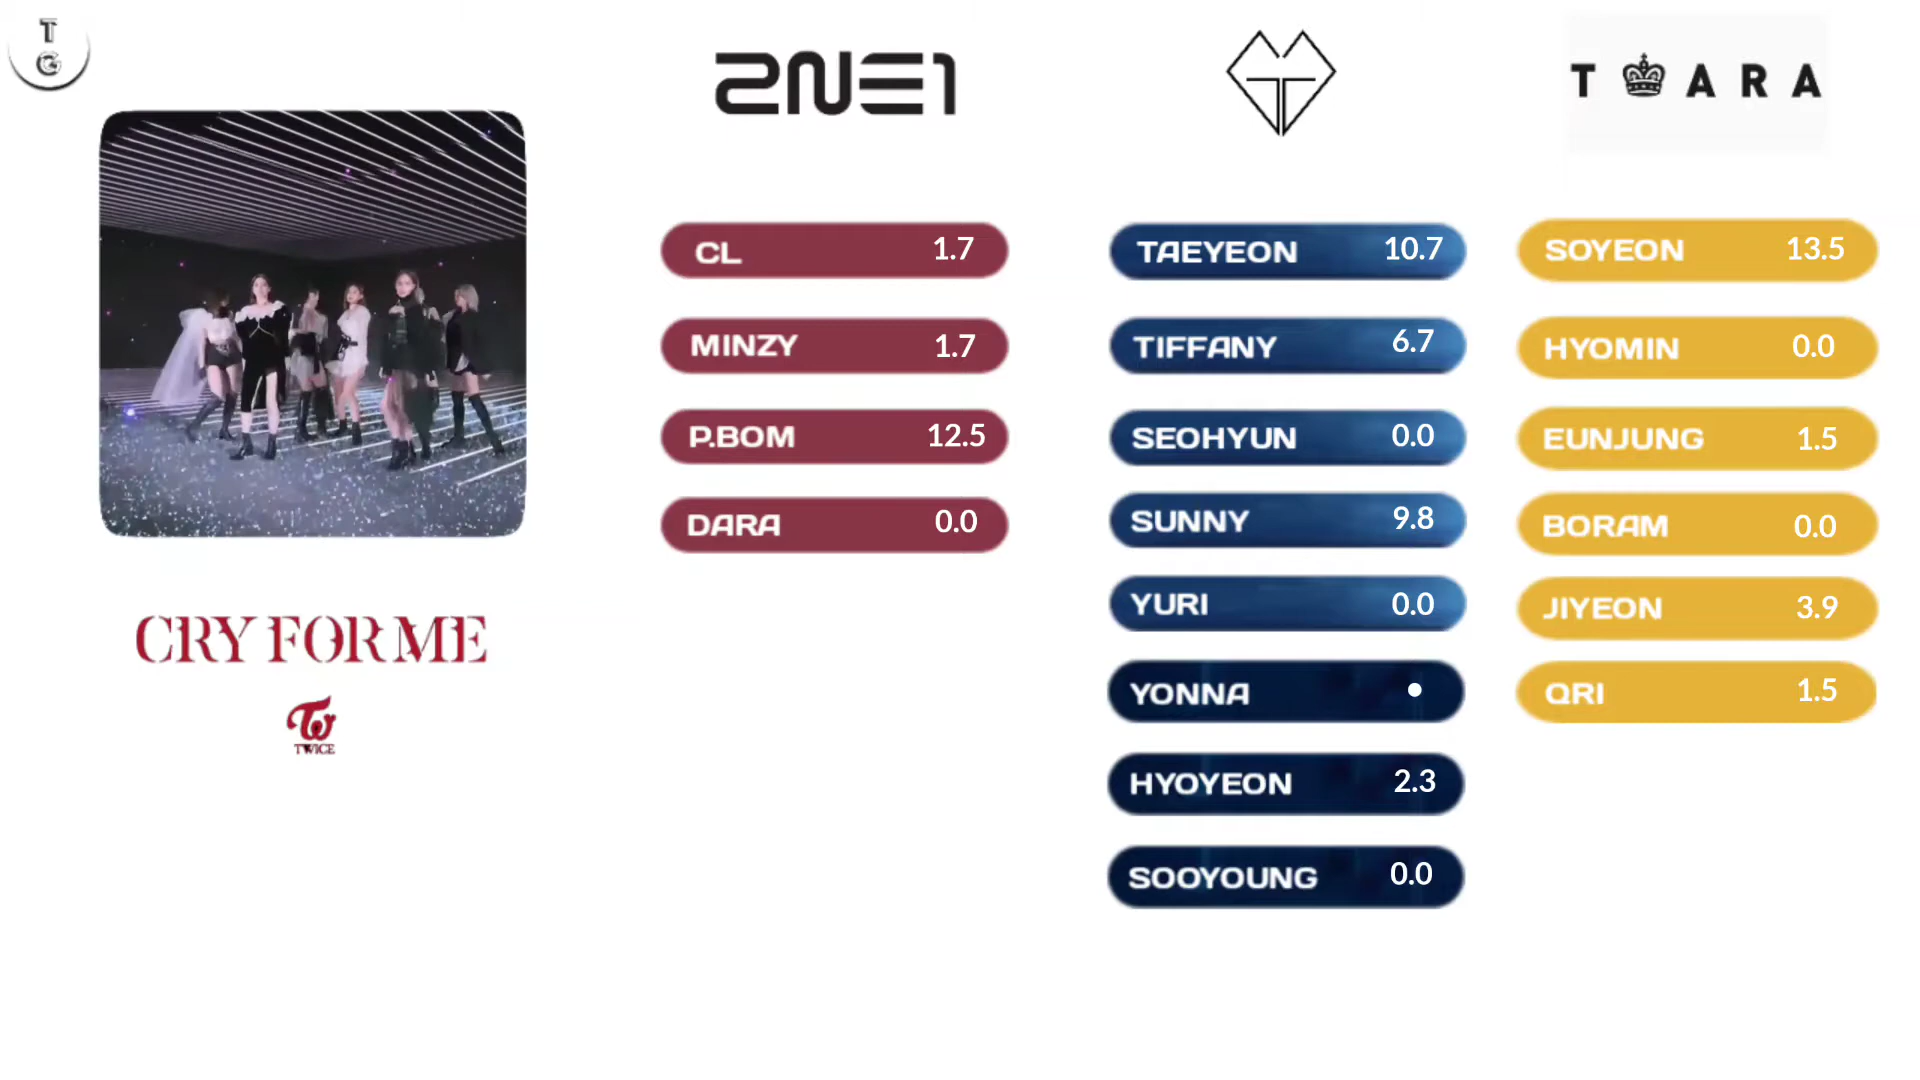 T
G
2NE1
T ARA
CL 1.7
MINZY 1.7
P.BOM 12.5
DARA 0.0
TAEYEON 10.7
TIFFANY 6.7
SEOHYUN 0.0
SUNNY 9.8
YURI 0.0
YONNA •
HYOYEON 2.3
SOOYOUNG 0.0
SOYEON 13.5
HYOMIN 0.0
EUNJUNG 1.5
BORAM 0.0
JIYEON 3.9
QRI 1.5
CRY FOR ME
TW
TWICE